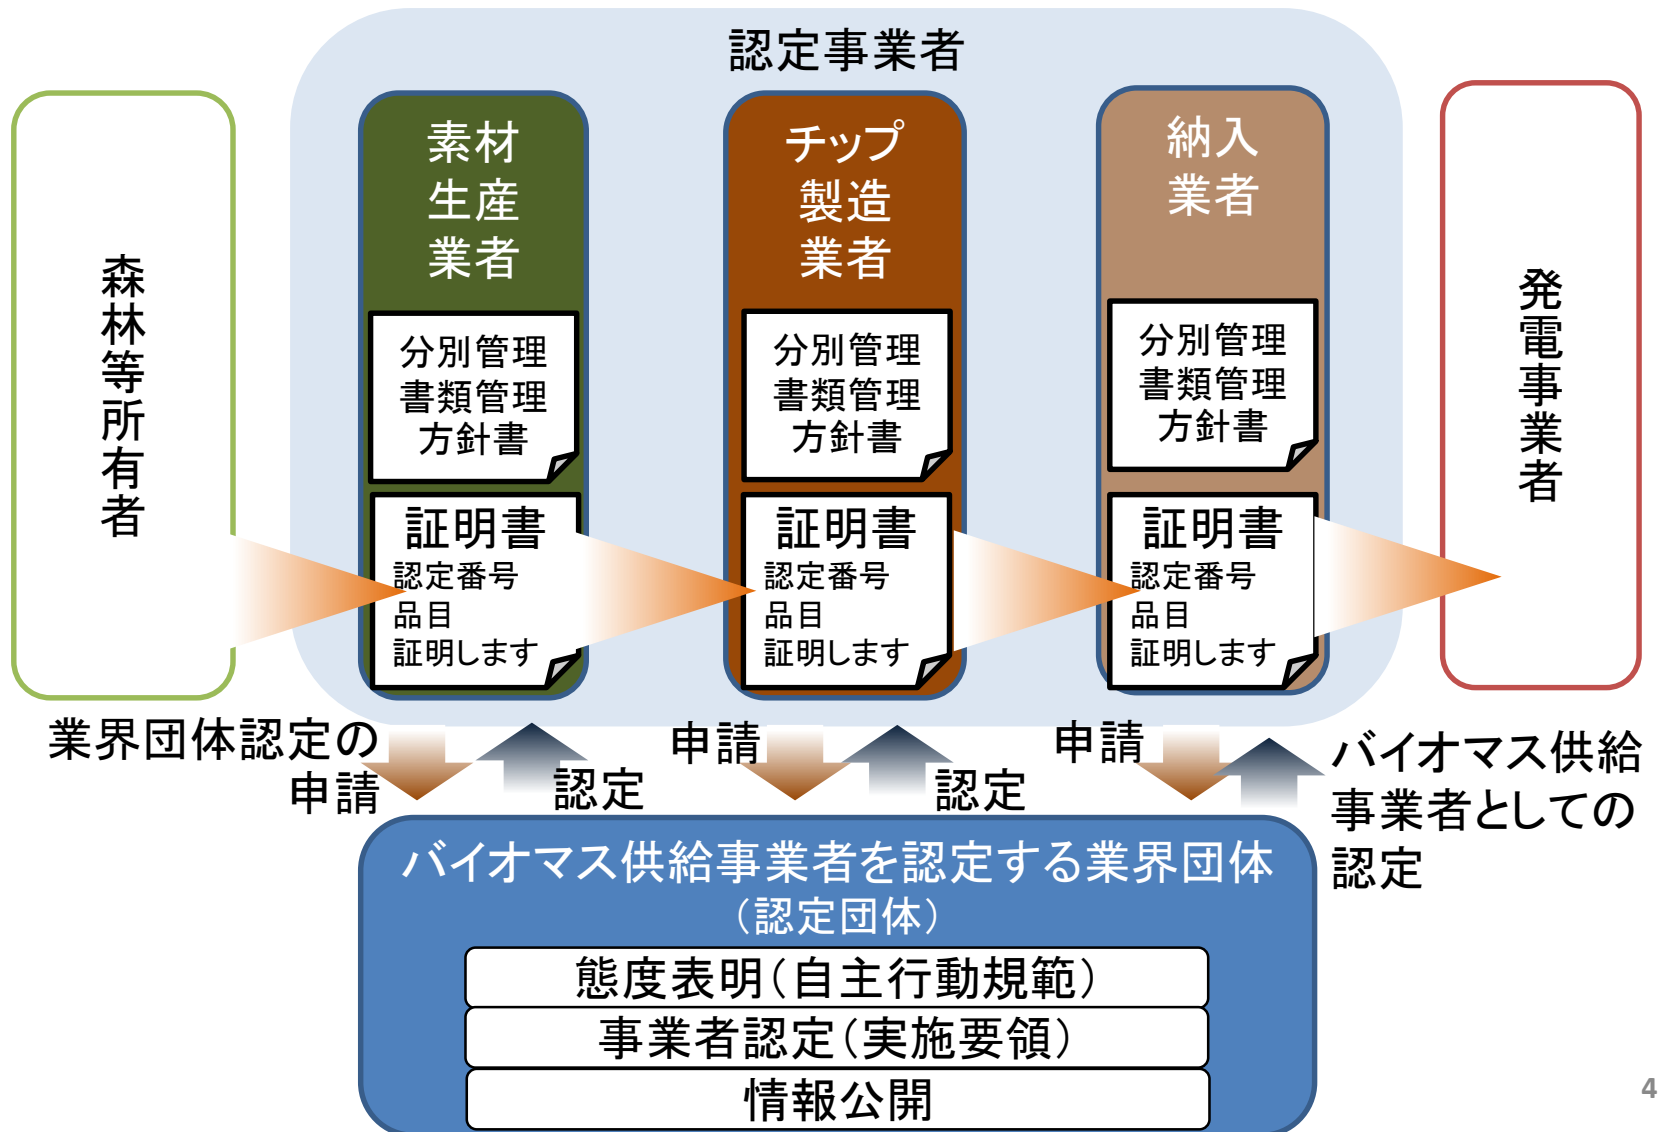 認定事業者
森林等所有者
素材
生産
業者
分別管理
書類管理
方針書
証明書
認定番号
品目
証明します
チップ
製造
業者
分別管理
書類管理
方針書
証明書
認定番号
品目
証明します
納入
業者
分別管理
書類管理
方針書
証明書
認定番号
品目
証明します
発電事業者
業界団体認定の
申請
認定
申請
認定
申請
バイオマス供給
事業者としての
認定
バイオマス供給事業者を認定する業界団体
（認定団体）
態度表明（自主行動規範）
事業者認定（実施要領）
情報公開
4